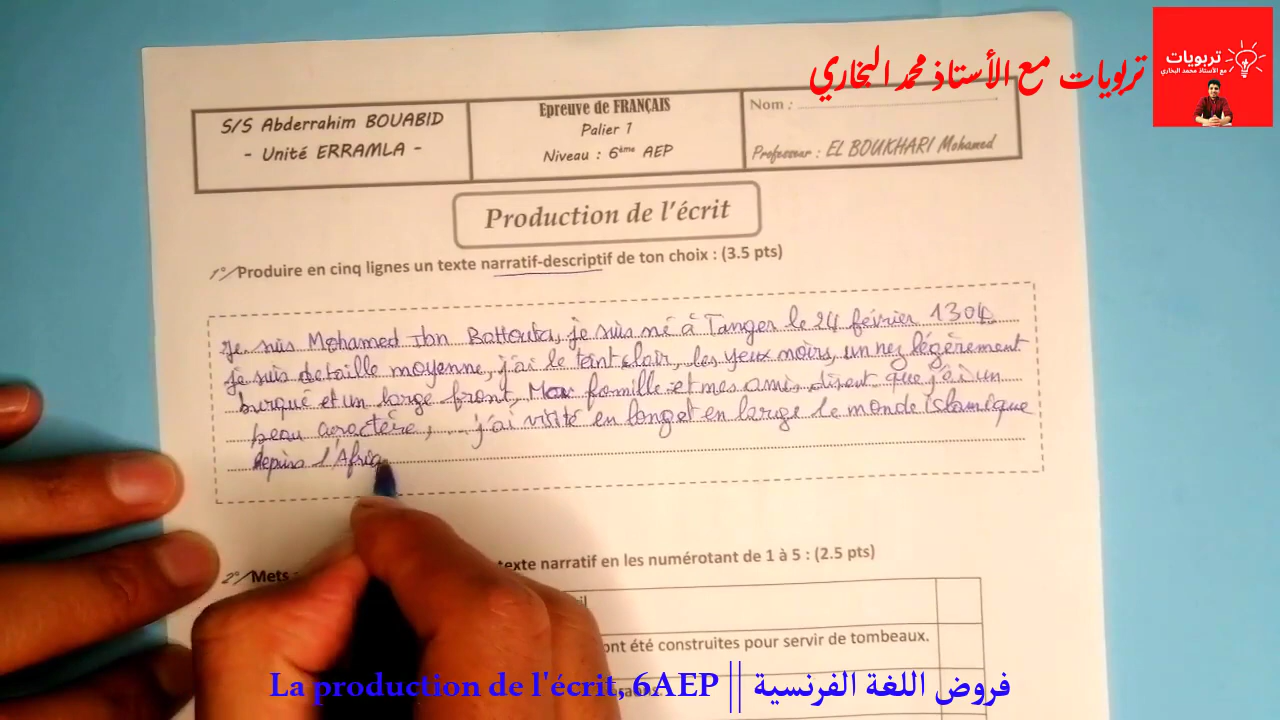 تربويات مع الأستاذ محمد البخاري
تربويات
مع الأستاذ محمد البخاري
S/S Abderrahim BOUABID
- Unité ERRAMLA -
Epreuve de FRANÇAIS
Palier 1
Niveau : 6ème AEP
Nom :
Professeur : EL BOUKHARI Mohamed
Production de l'écrit
1°/ Produire en cinq lignes un texte narratif-descriptif de ton choix : (3.5 pts)
Je suis Mohamed Ibn Battouta, je suis né à Tanger le 24 février 1304
je suis de taille moyenne, j'ai le teint clair, les yeux noirs, un nez légèrement
burqué et un large front. Ma famille et mes amis disent que j'ai un
beau caractère, .... j'ai visité en long et en large le monde islamique
depuis l'Afriq
2°/ Mets
texte narratif en les numérotant de 1 à 5 : (2.5 pts)
ont été construites pour servir de tombeaux.
La production de l'écrit, 6AEP || فروض اللغة الفرنسية